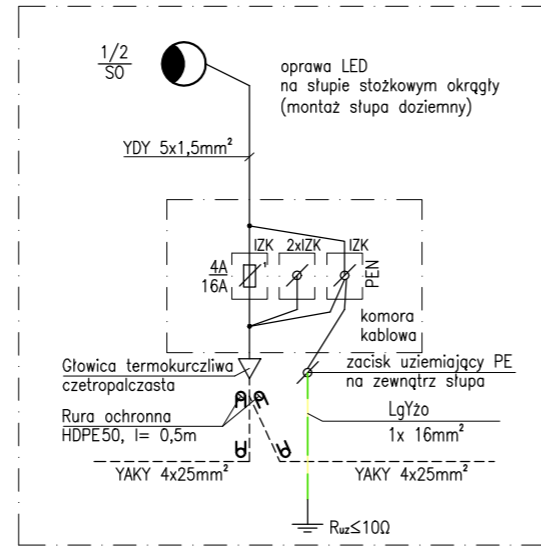 1/2
SO
oprawa LED
na słupie stożkowym okrągły
(montaż słupa doziemny)
YDY 5x1,5mm²
IZK 2xIZK IZK
4A
16A
PEN
komora
kablowa
Głowica termokurczliwa
czetropalczasta
zacisk uziemiający PE
na zewnątrz słupa
Rura ochronna
HDPE50, l= 0,5m
LgYżo
1x 16mm²
YAKY 4x25mm²
YAKY 4x25mm²
Ruz≤10Ω